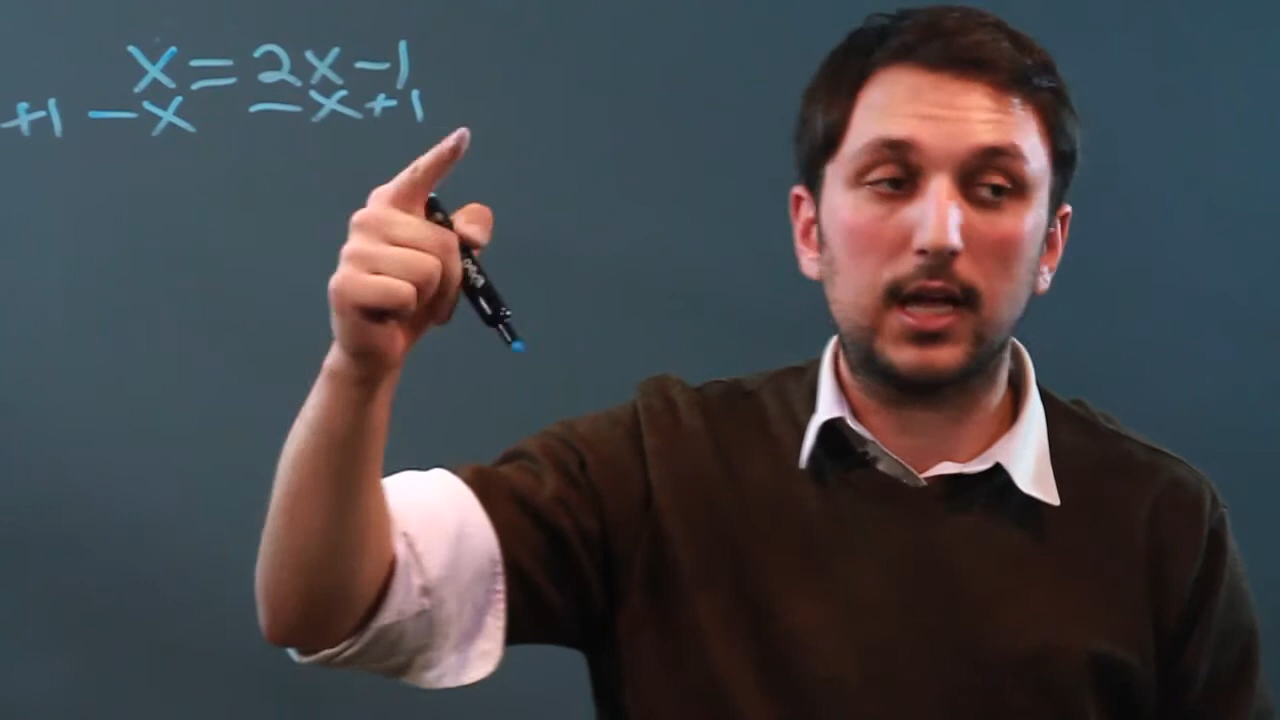 x = 2x - 1
+1 - x - x + 1